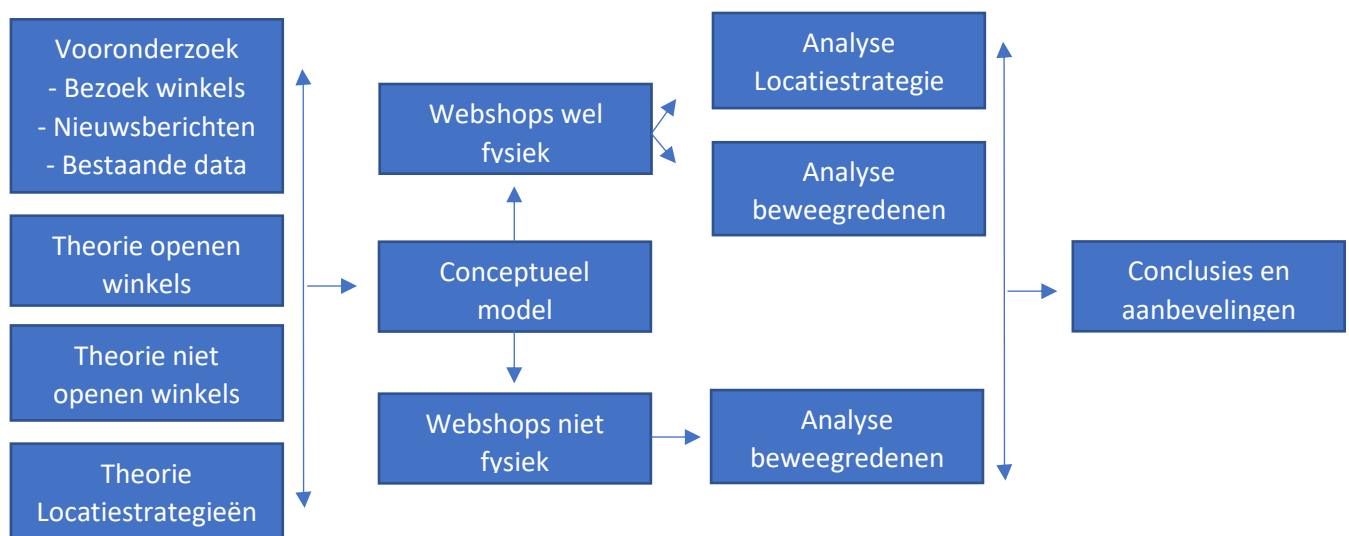 Vooronderzoek
- Bezoek winkels
- Nieuwsberichten
- Bestaande data
Theorie openen
winkels
Theorie niet
openen winkels
Theorie
Locatiestrategieën
Webshops wel
fysiek
Conceptueel
model
Webshops niet
fysiek
Analyse
Locatiestrategie
Analyse
beweegredenen
Analyse
beweegredenen
Conclusies en
aanbevelingen